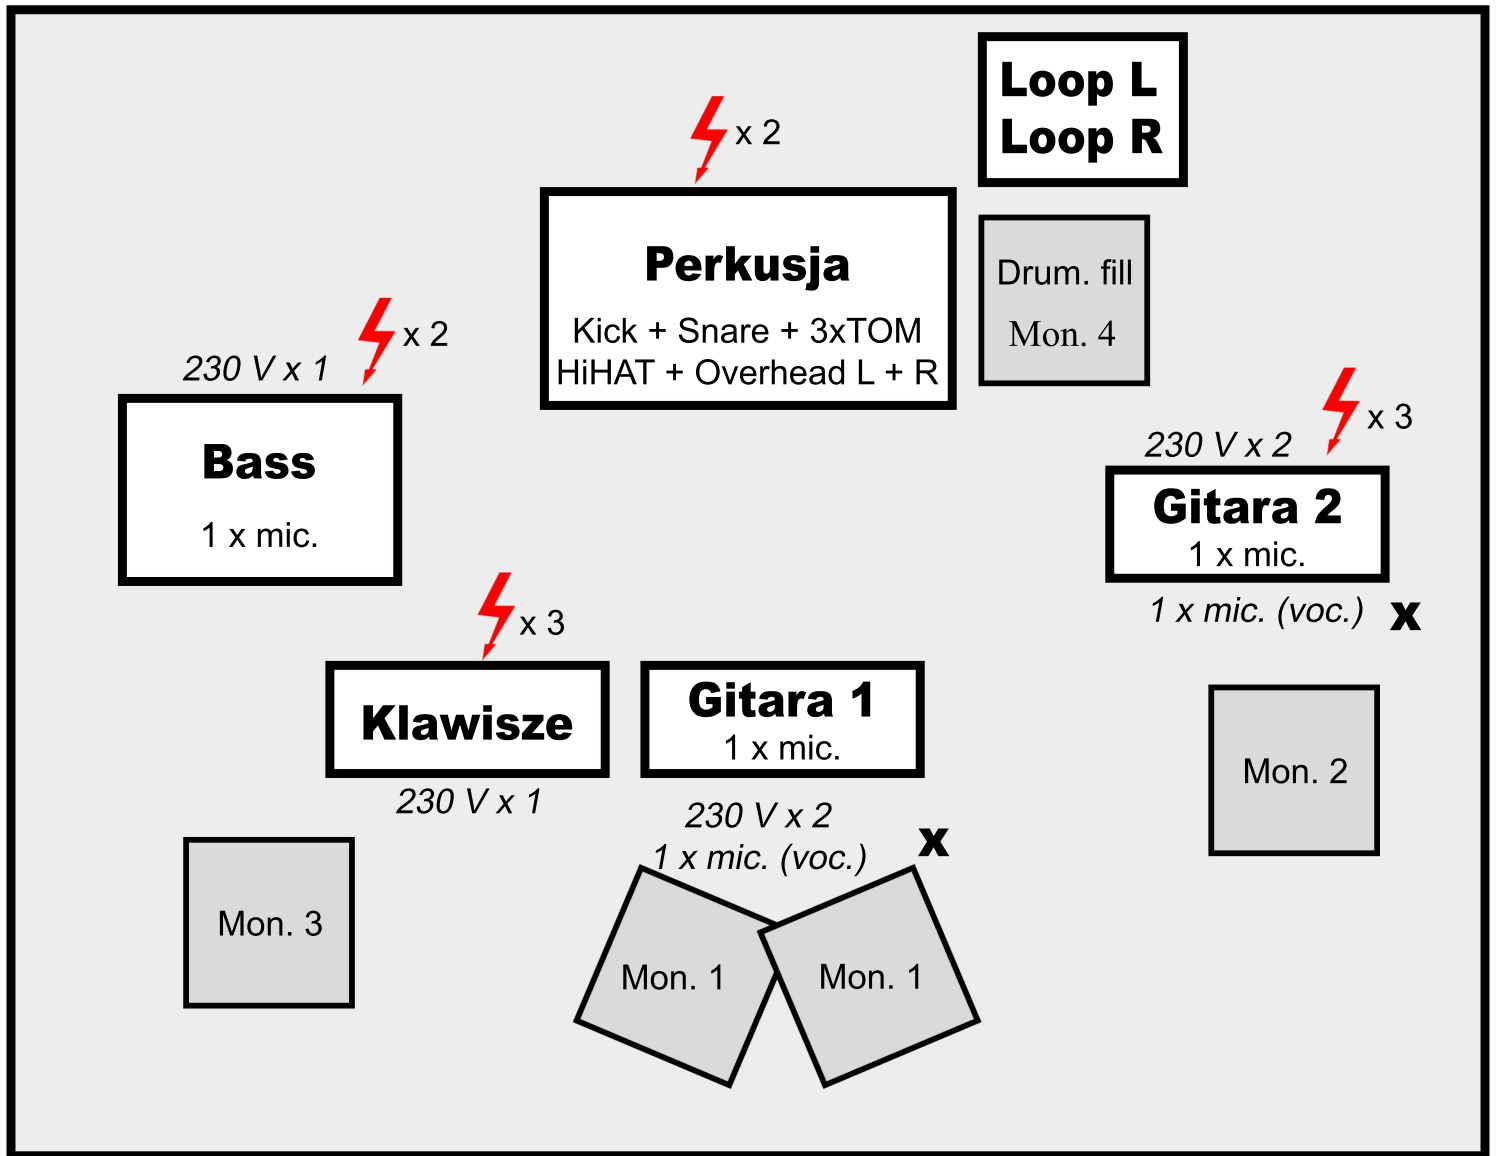 Loop L
Loop R
x 2
Perkusja
Kick + Snare + 3xTOM
HiHAT + Overhead L + R
Drum. fill
Mon. 4
x 2
230 V x 1
Bass
1 x mic.
x 3
230 V x 2
Gitara 2
1 x mic.
1 x mic. (voc.) x
x 3
Klawisze
230 V x 1
Gitara 1
1 x mic.
230 V x 2
1 x mic. (voc.) x
Mon. 2
Mon. 3
Mon. 1
Mon. 1